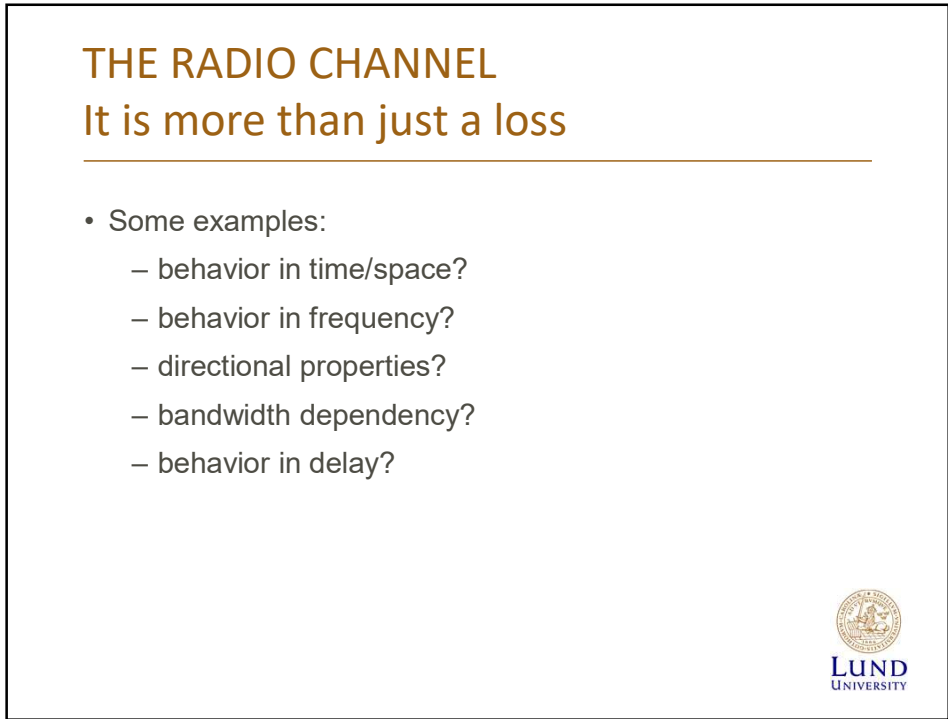 THE RADIO CHANNEL
It is more than just a loss
• Some examples:
– behavior in time/space?
– behavior in frequency?
– directional properties?
– bandwidth dependency?
– behavior in delay?
LUND
UNIVERSITY